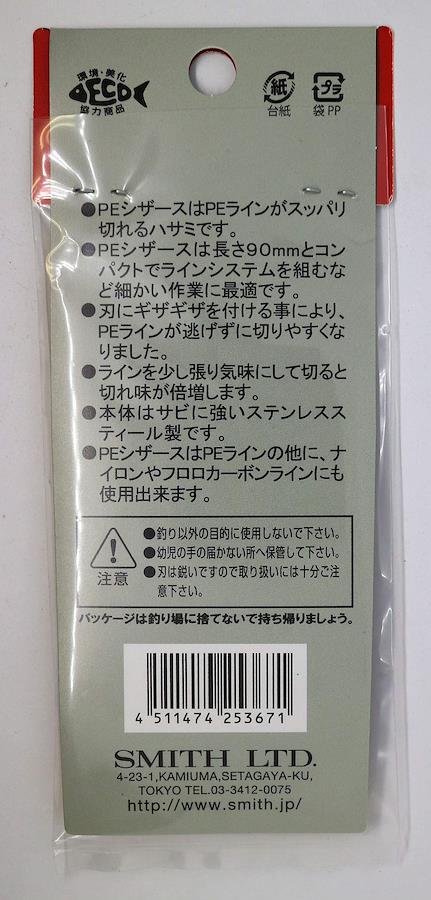 環境・美化
ECO
協力商品
紙
台紙
プラ
袋PP
●PEシザースはPEラインがスッパリ
切れるハサミです。
●PEシザースは長さ90mmとコン
パクトでラインシステムを組むな
ど細かい作業に最適です。
●刃にギザギザを付ける事により、
PEラインが逃げずに切りやすくな
りました。
●ラインを少し張り気味にして切ると
切れ味が倍増します。
●本体はサビに強いステンレスス
ティール製です。
●PEシザースはPEラインの他に、ナ
イロンやフロロカーボンラインにも
使用出来ます。
注意
●釣り以外の目的に使用しないで下さい。
●幼児の手の届かない所へ保管して下さい。
●刃は鋭いですので取り扱いには十分ご注
意下さい。
パッケージは釣り場に捨てないで持ち帰りましょう。
4 511474 253671
SMITH LTD.
4-23-1,KAMIUMA,SETAGAYA-KU,
TOKYO TEL.03-3412-0075
http://www.smith.jp/